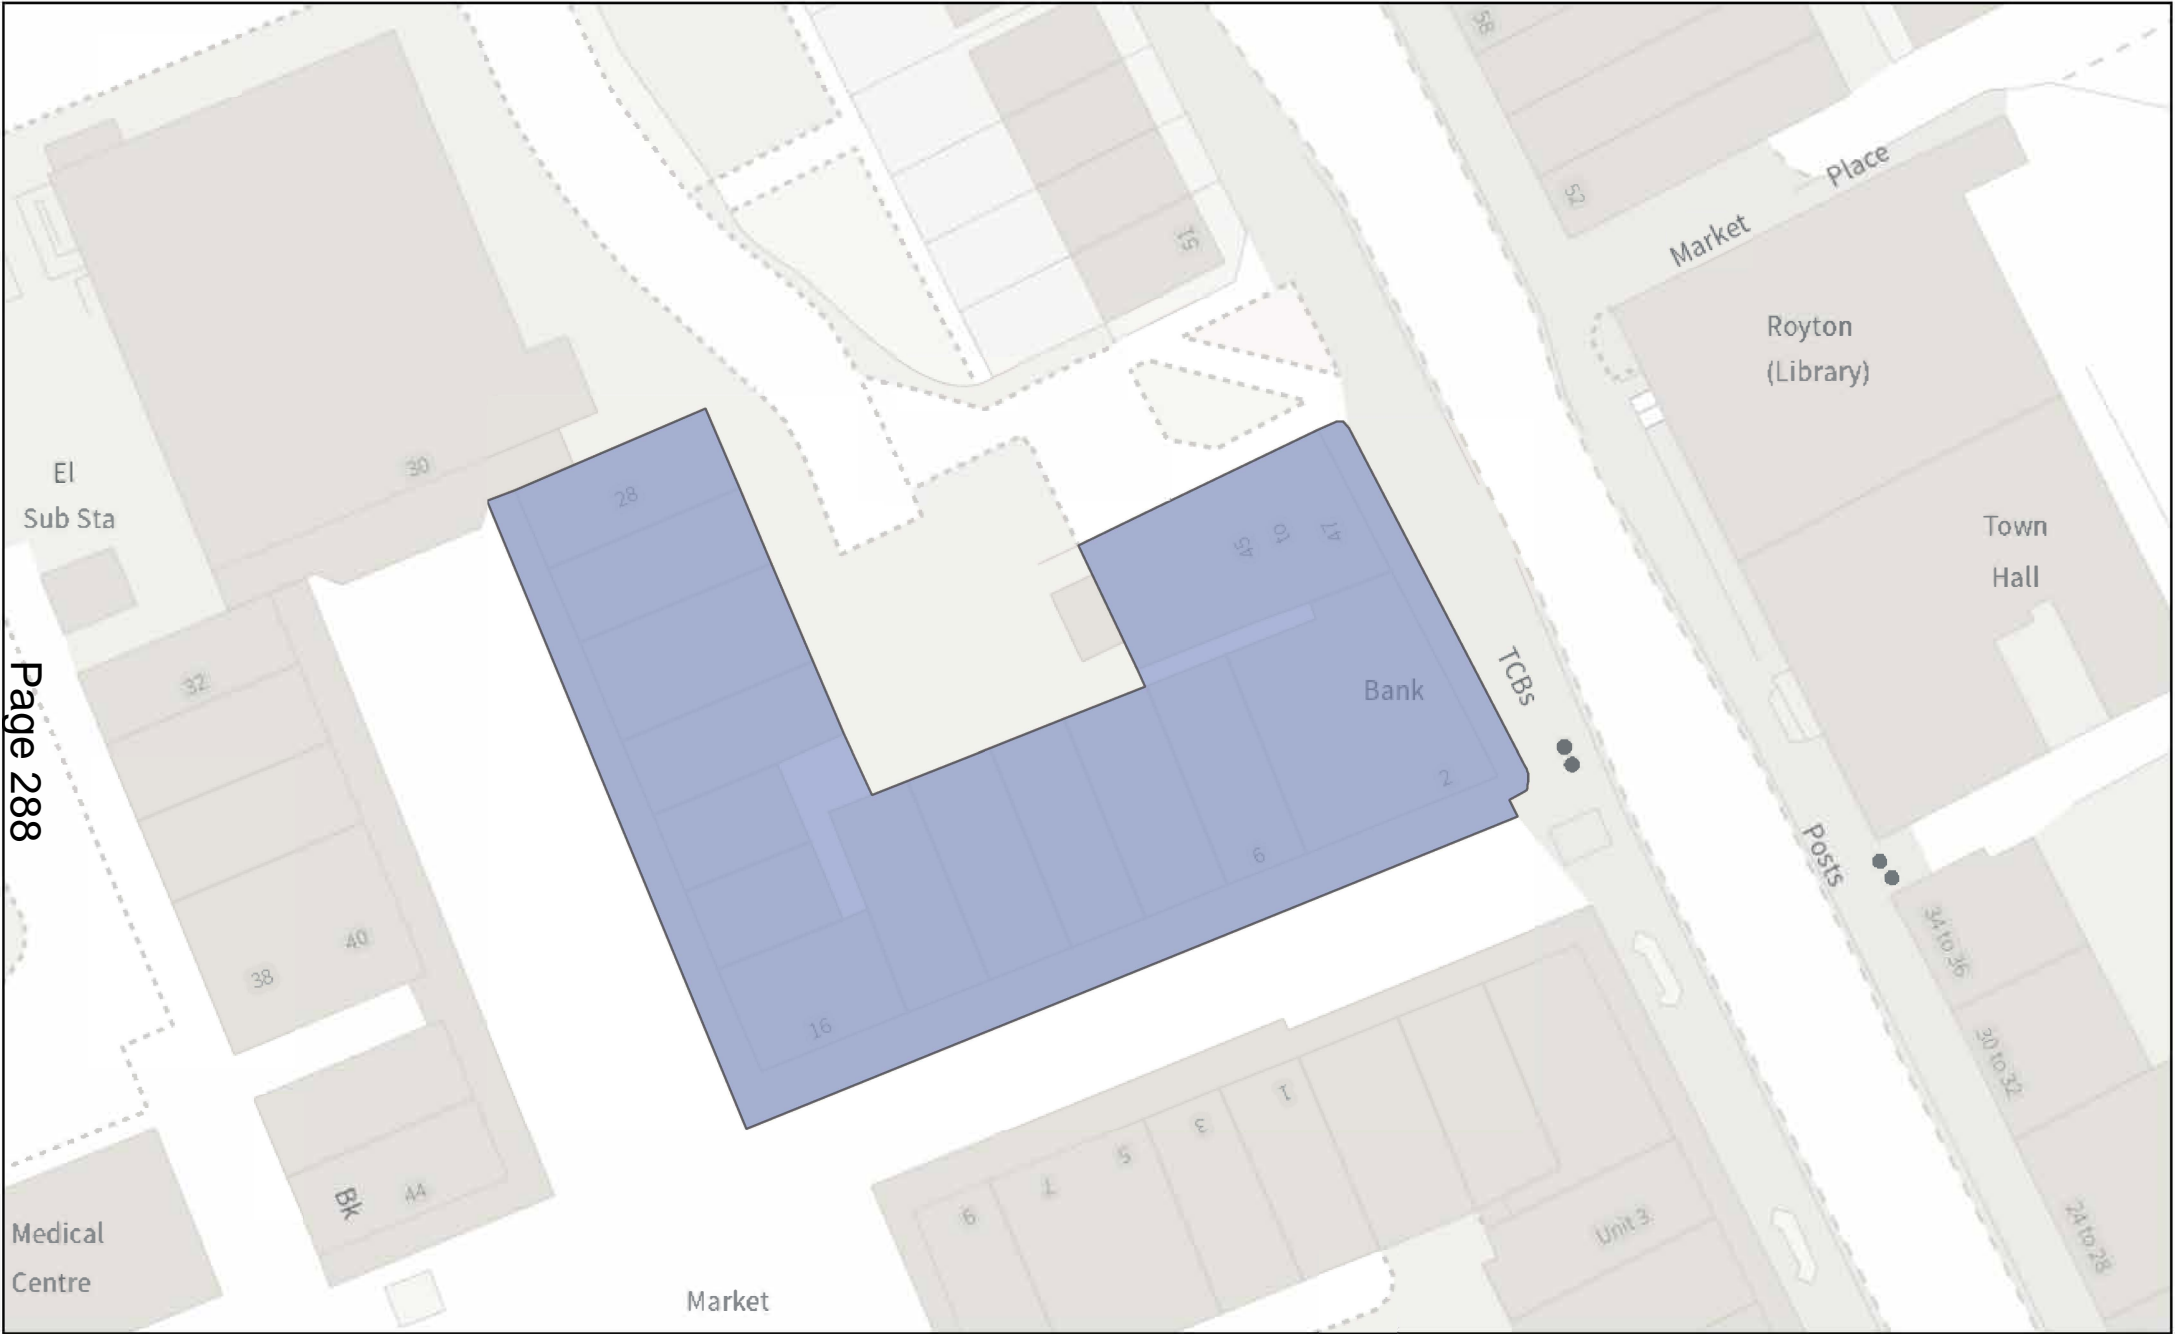 58
52
Market
Place
51
Royton
(Library)
30
28
El
Sub Sta
45
to
47
Town
Hall
32
Page 288
Bank
TCBs
2
6
Posts
40
38
16
34 to 36
30 to 32
1
3
5
7
9
Bk
44
Unit 3
24 to 28
Medical
Centre
Market